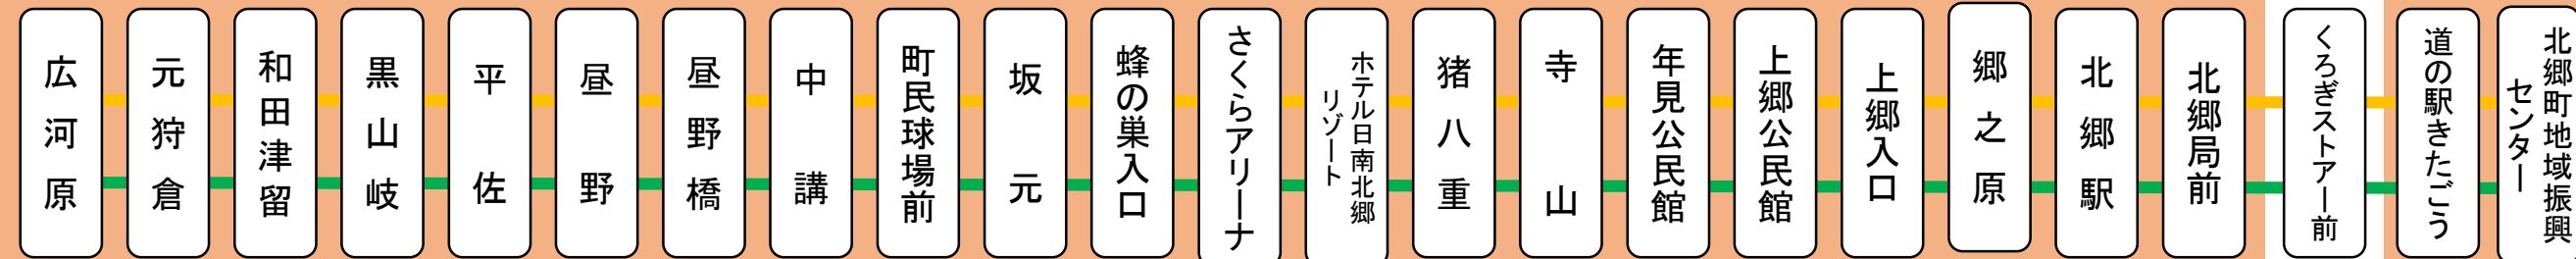 広河原
元狩倉
和田津留
黒山岐
平佐
昼野
昼野橋
中講
町民球場前
坂元
蜂の巣入口
さくらアリーナ
ホテル日南北郷
リゾート
猪八重
寺山
年見公民館
上郷公民館
上郷入口
郷之原
北郷駅
北郷局前
くろぎストアー前
道の駅きたごう
北郷町地域振興
センター